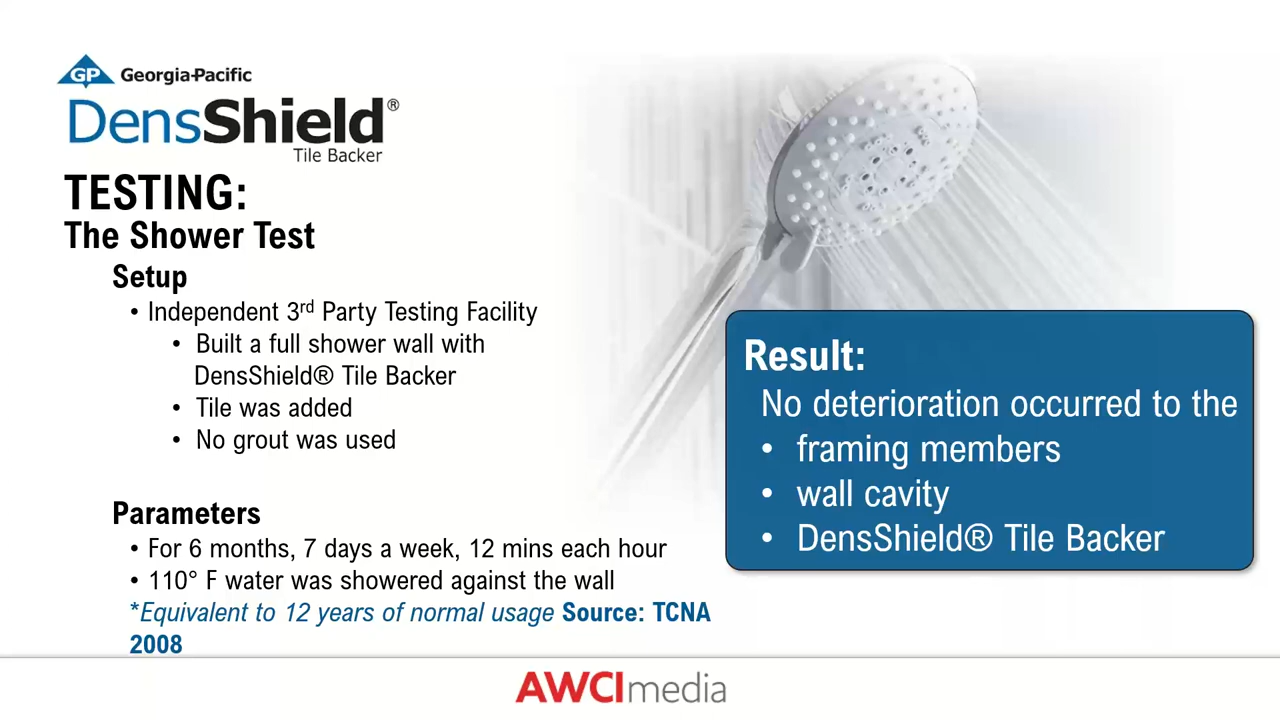 GP Georgia-Pacific
DensShield®
Tile Backer
TESTING:
The Shower Test
Setup
• Independent 3rd Party Testing Facility
• Built a full shower wall with
DensShield® Tile Backer
• Tile was added
• No grout was used
Parameters
• For 6 months, 7 days a week, 12 mins each hour
• 110° F water was showered against the wall
*Equivalent to 12 years of normal usage Source: TCNA
2008
Result:
No deterioration occurred to the
• framing members
• wall cavity
• DensShield® Tile Backer
AWCImedia